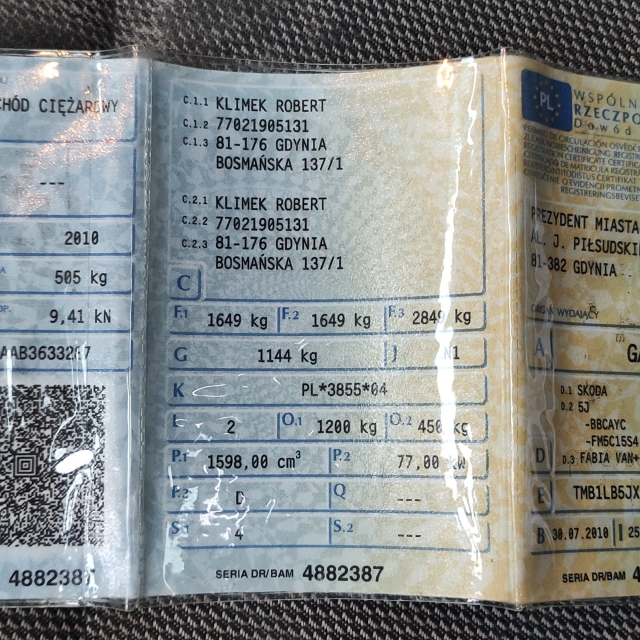 CHÓD CIĘŻAROWY
---
2010
505 kg
9,41 kN
4882387
C.1.1 KLIMEK ROBERT
C.1.2 77021905131
C.1.3 81-176 GDYNIA
BOSMAŃSKA 137/1
C.2.1 KLIMEK ROBERT
C.2.2 77021905131
C.2.3 81-176 GDYNIA
BOSMAŃSKA 137/1
C
F.1 1649 kg F.2 1649 kg F.3 2849 kg
G 1144 kg J N1
K PL*3855*04
L 2 O.1 1200 kg O.2 450 kg
P.1 1598,00 cm³ P.2 77,00
P.3 D Q ---
S.1 4 S.2 ---
SERIA DR/BAM 4882387
PL
WSPÓLN
RZECZPO
Dowód
PREZYDENT MIASTA
AL. J. PIŁSUDSKIE
81-382 GDYNIA
WYDAJĄCY
A GA
D.1 SKODA
D.2 5J
-BBCAYC
-FM6C15S4
D D.3 FABIA VAN+
E TMB1LB5JX
B 30.07.2010 I 25
SERIA DR/BAM 4